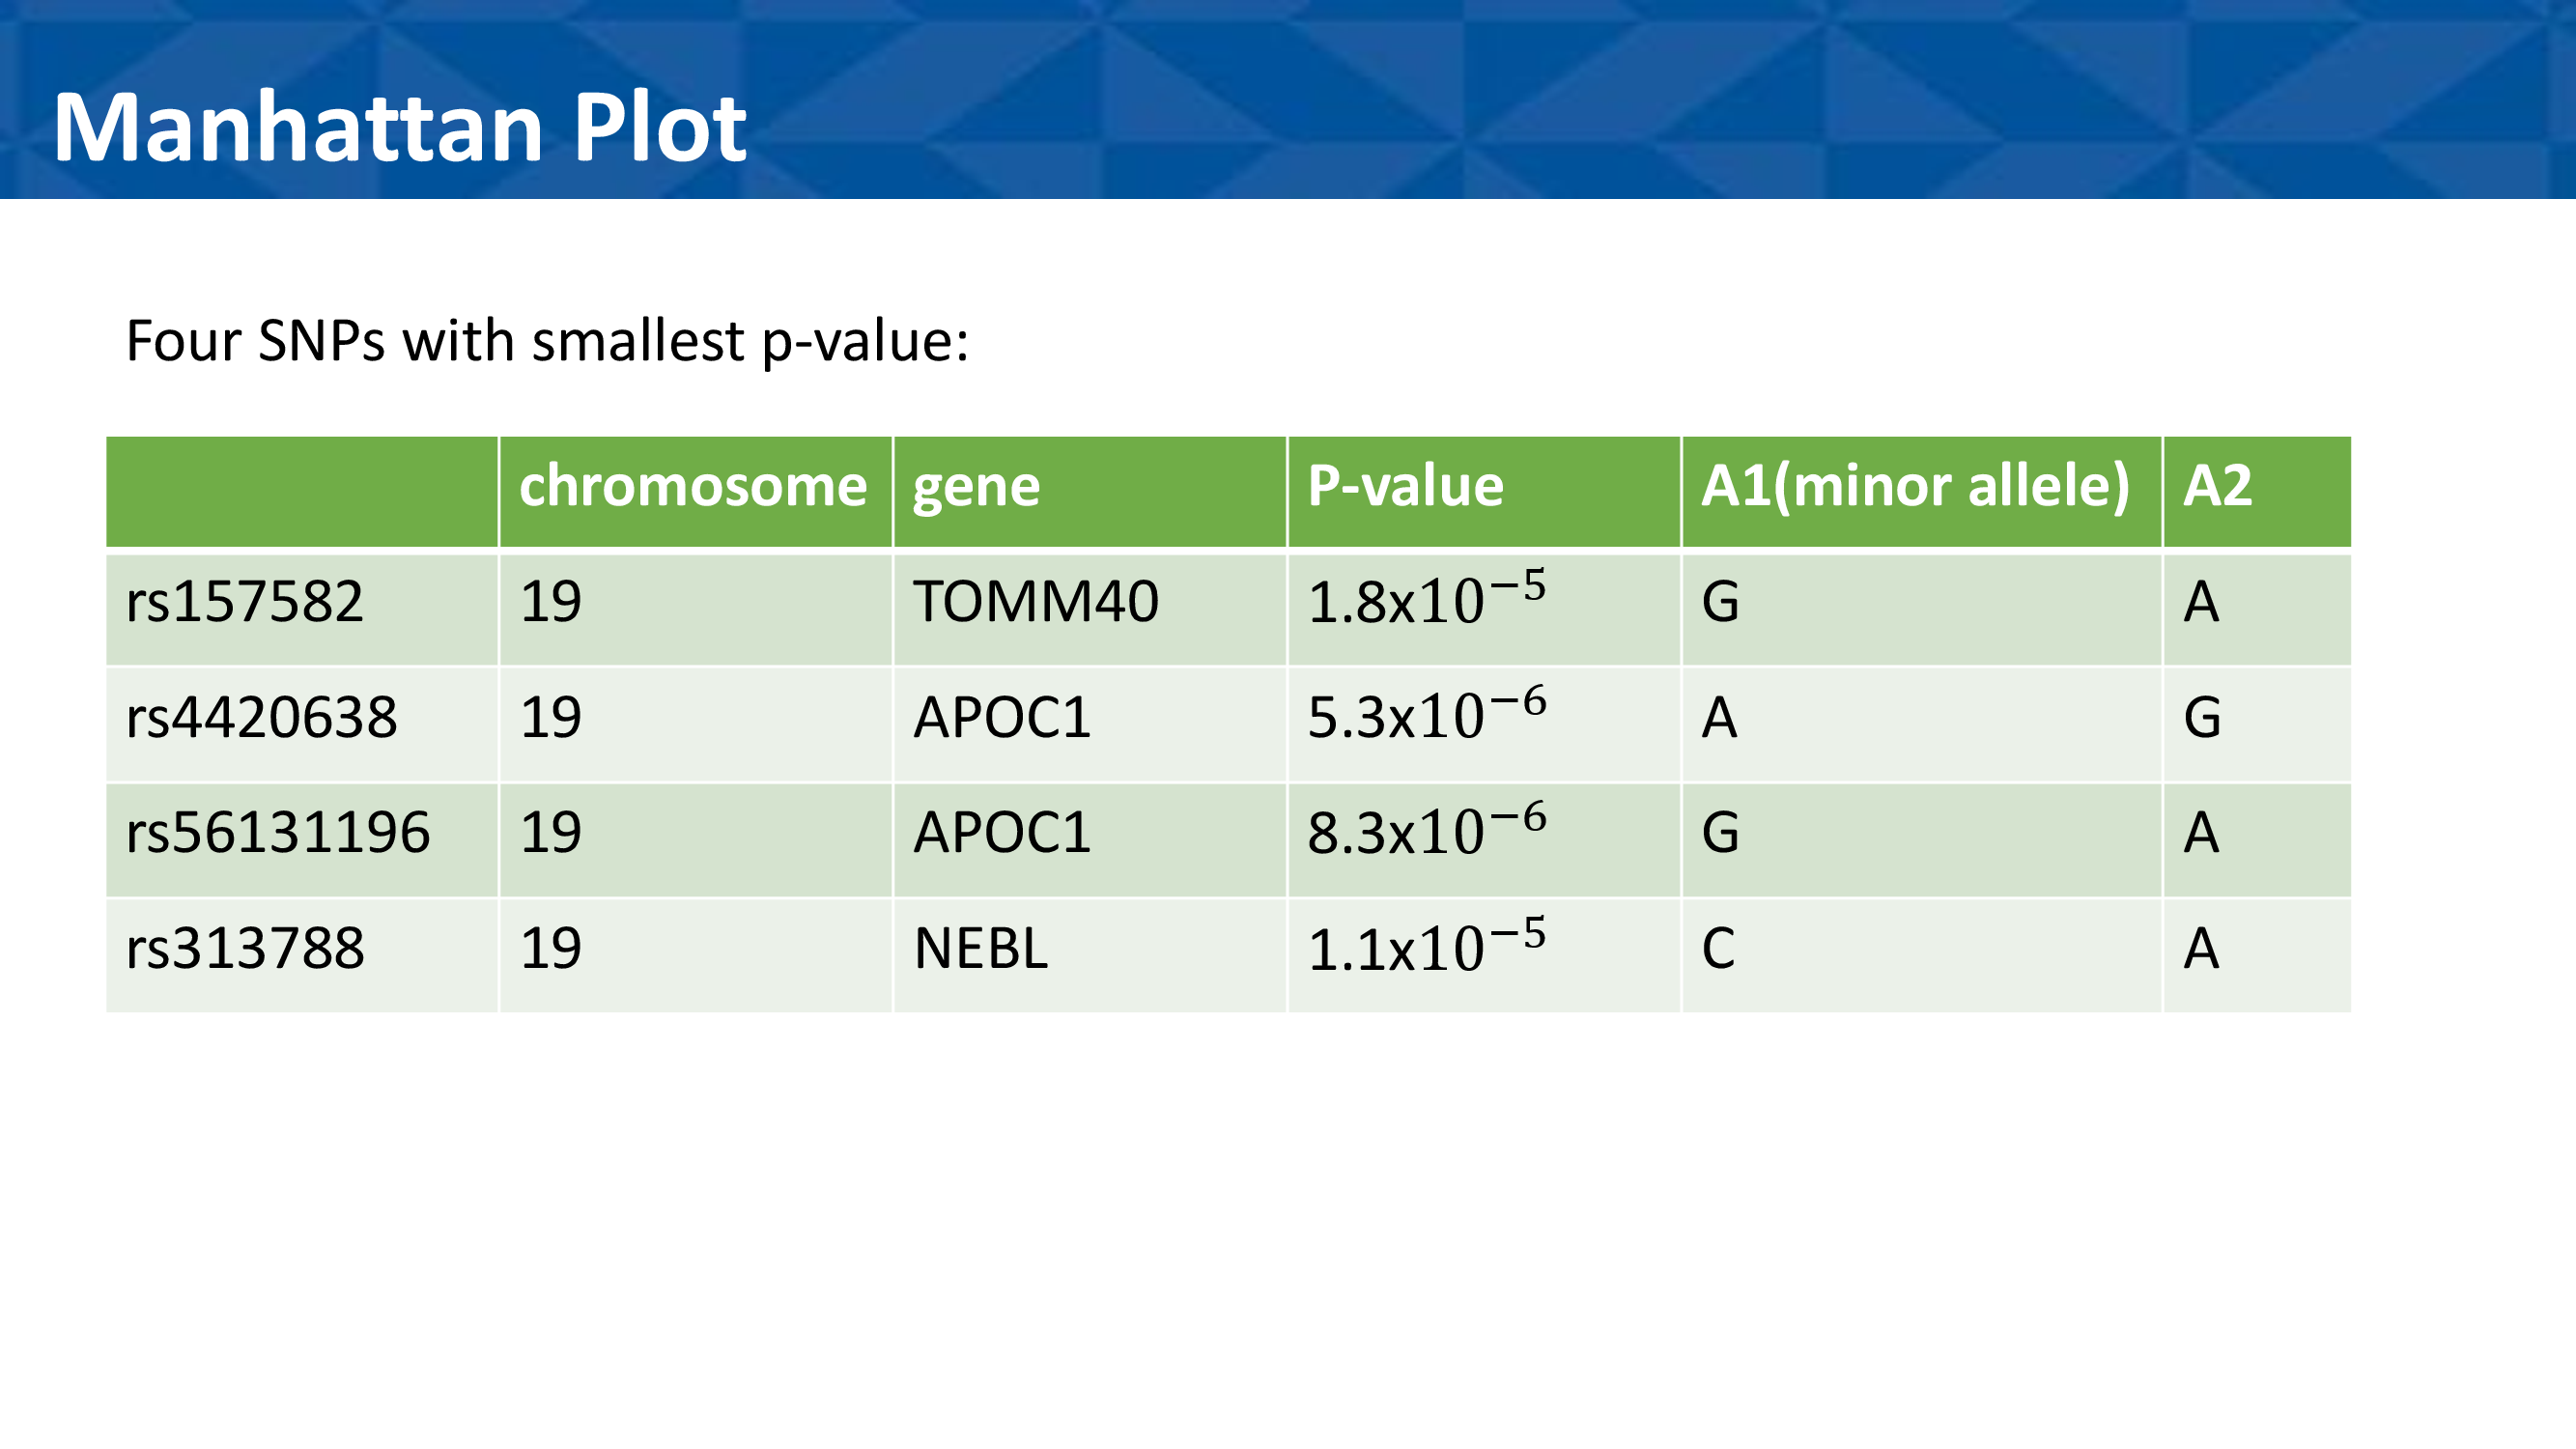 Manhattan Plot
Four SNPs with smallest p-value:
chromosome gene P-value A1(minor allele) A2
rs157582 19 TOMM40 1.8x10⁻⁵ G A
rs4420638 19 APOC1 5.3x10⁻⁶ A G
rs56131196 19 APOC1 8.3x10⁻⁶ G A
rs313788 19 NEBL 1.1x10⁻⁵ C A